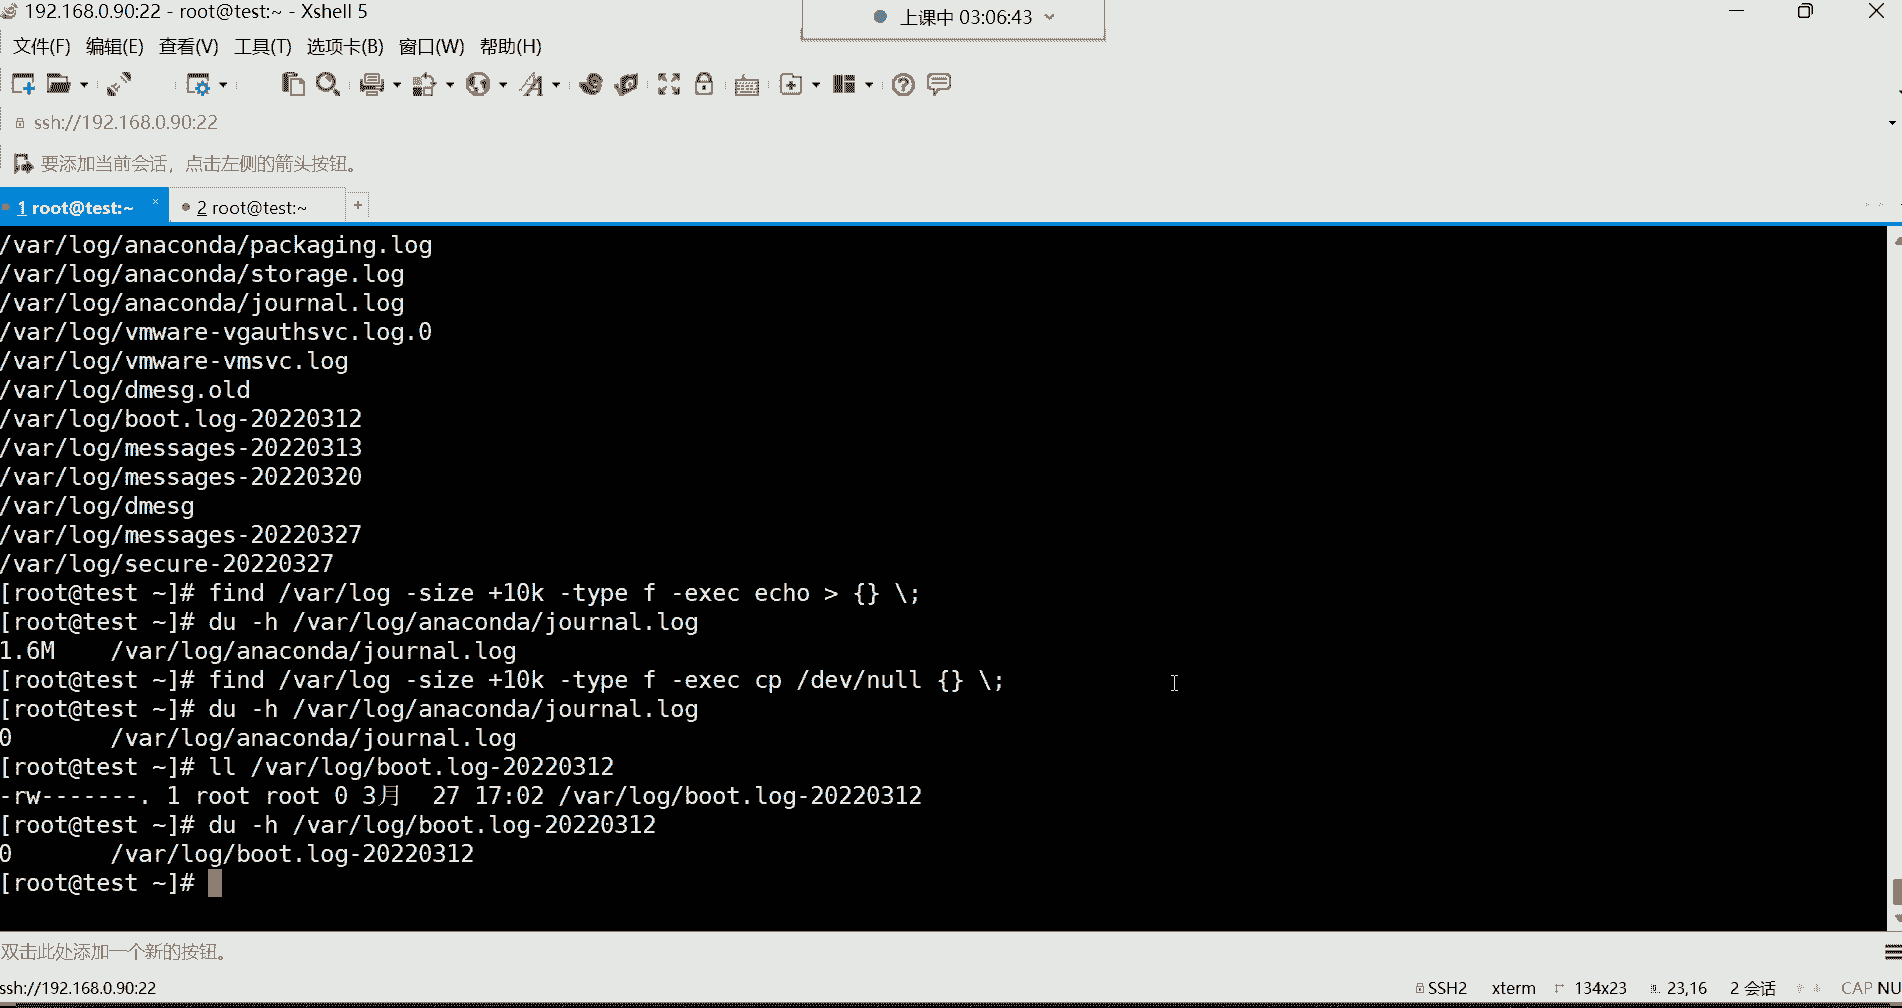 192.168.0.90:22 - root@test:~ - Xshell 5
上课中 03:06:43
文件(F) 编辑(E) 查看(V) 工具(T) 选项卡(B) 窗口(W) 帮助(H)
ssh://192.168.0.90:22
要添加当前会话，点击左侧的箭头按钮。
1 root@test:~ × 2 root@test:~ +
/var/log/anaconda/packaging.log
/var/log/anaconda/storage.log
/var/log/anaconda/journal.log
/var/log/vmware-vgauthsvc.log.0
/var/log/vmware-vmsvc.log
/var/log/dmesg.old
/var/log/boot.log-20220312
/var/log/messages-20220313
/var/log/messages-20220320
/var/log/dmesg
/var/log/messages-20220327
/var/log/secure-20220327
[root@test ~]# find /var/log -size +10k -type f -exec echo > {} \;
[root@test ~]# du -h /var/log/anaconda/journal.log
1.6M    /var/log/anaconda/journal.log
[root@test ~]# find /var/log -size +10k -type f -exec cp /dev/null {} \;
[root@test ~]# du -h /var/log/anaconda/journal.log
0       /var/log/anaconda/journal.log
[root@test ~]# ll /var/log/boot.log-20220312
-rw-------. 1 root root 0 3月  27 17:02 /var/log/boot.log-20220312
[root@test ~]# du -h /var/log/boot.log-20220312
0       /var/log/boot.log-20220312
[root@test ~]#
双击此处添加一个新的按钮。
ssh://192.168.0.90:22 SSH2 xterm 134x23 23,16 2 会话 CAP NU